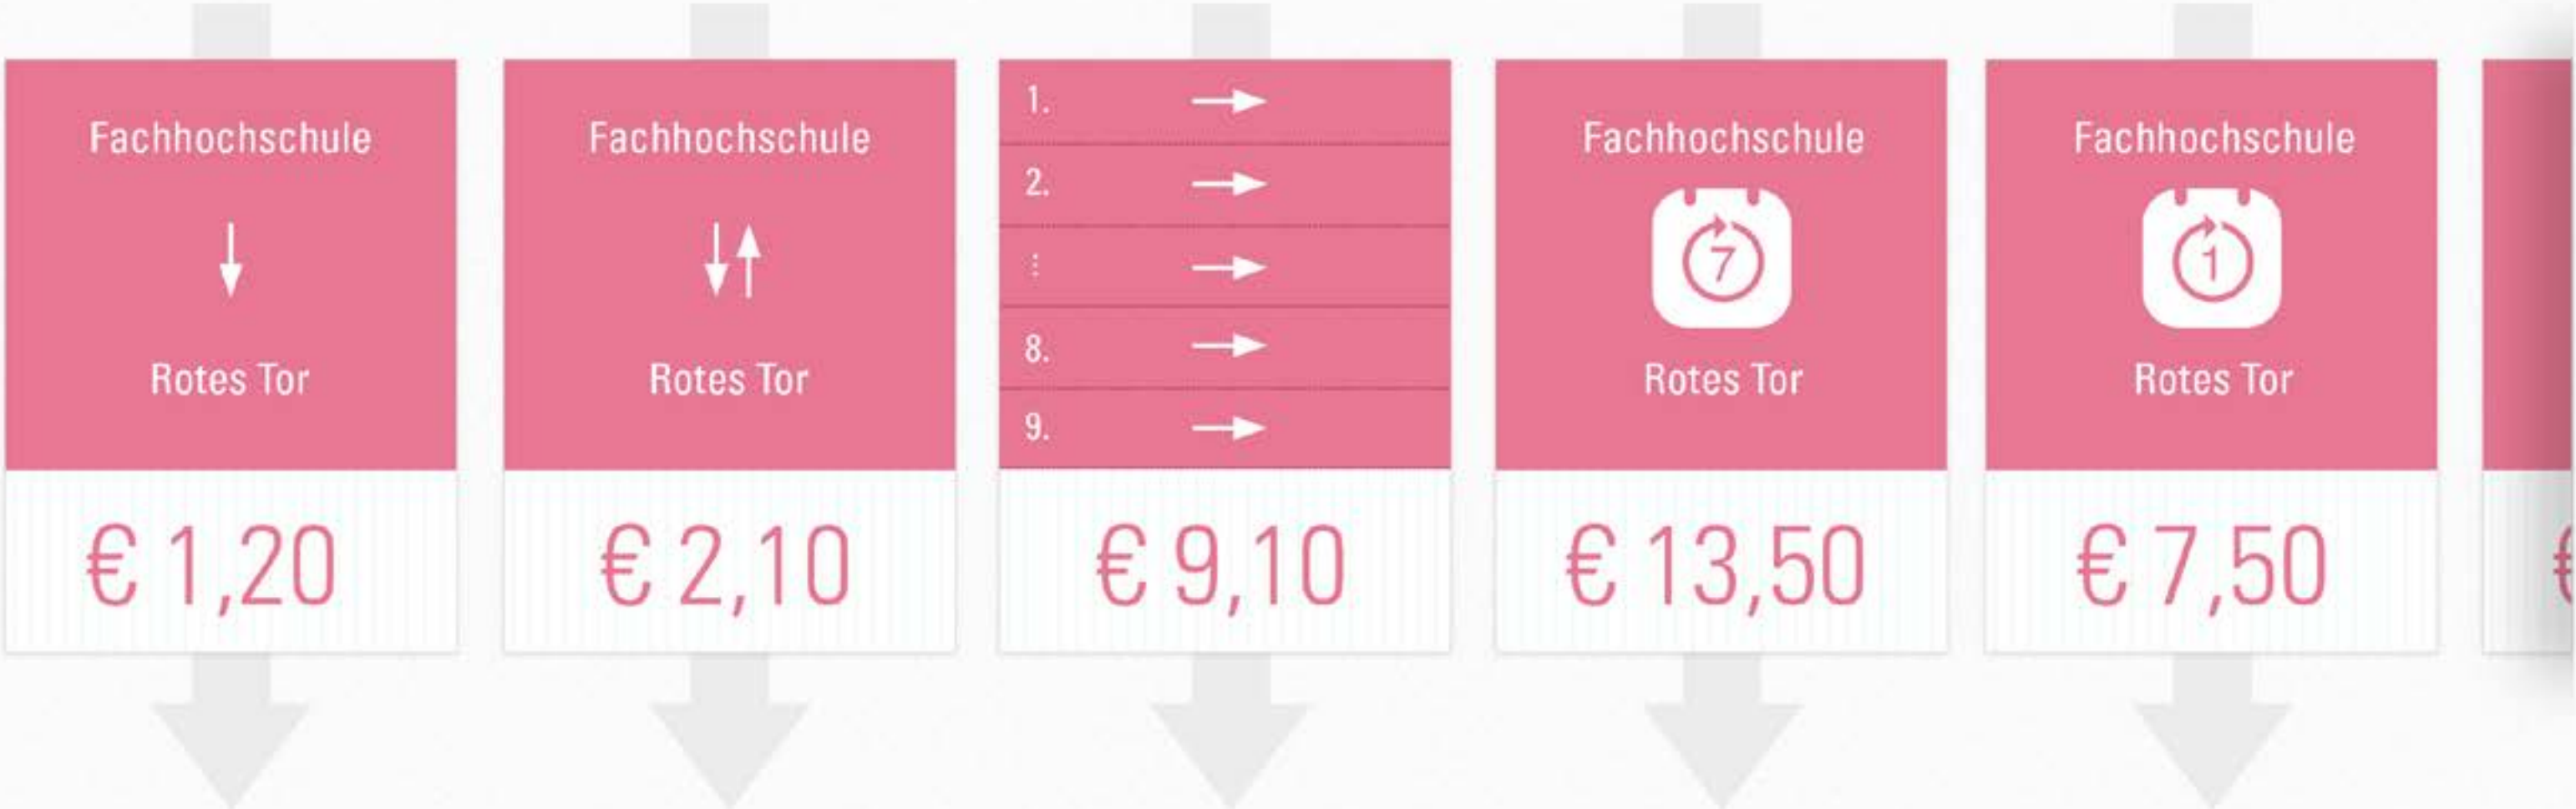 Fachhochschule
Rotes Tor
€ 1,20
Fachhochschule
Rotes Tor
€ 2,10
1.
2.
⋮
8.
9.
€ 9,10
Fachhochschule
7
Rotes Tor
€ 13,50
Fachhochschule
1
Rotes Tor
€ 7,50
€